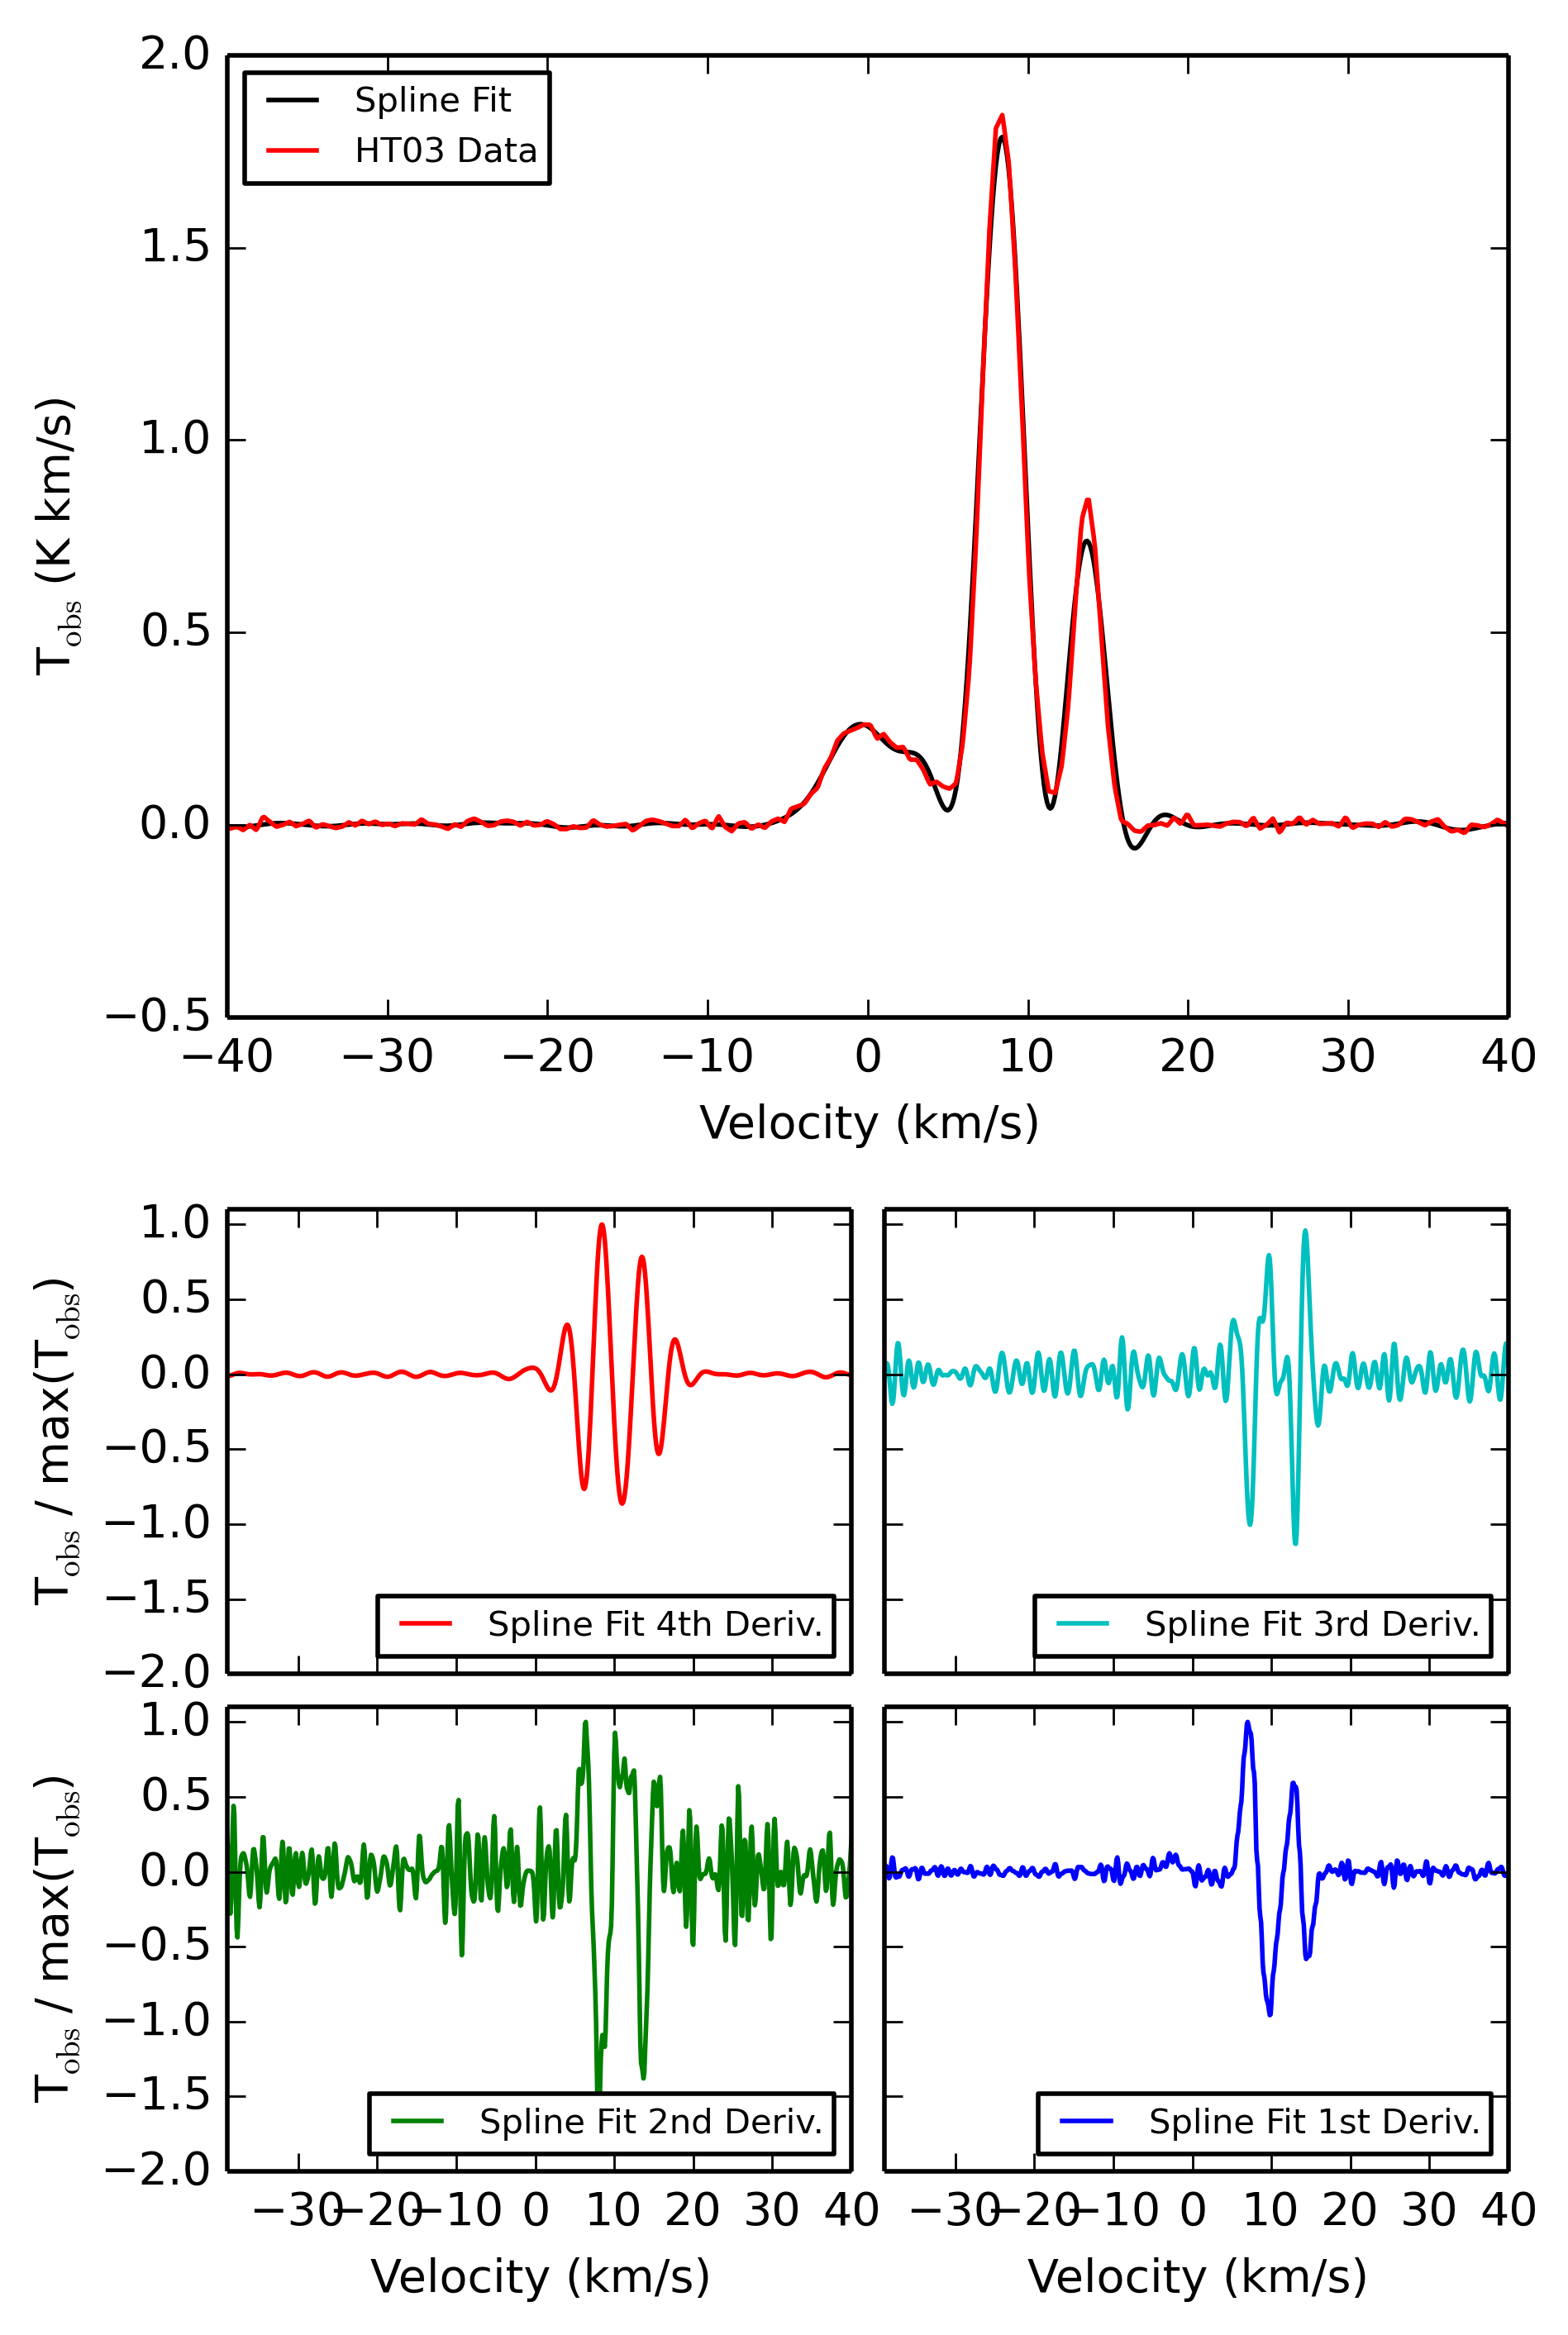 2.0
Spline Fit
HT03 Data
1.5
1.0
0.5
0.0
−0.5
T_obs (K km/s)
−40 −30 −20 −10 0 10 20 30 40
Velocity (km/s)
1.0
0.5
0.0
−0.5
−1.0
−1.5
−2.0
T_obs / max(T_obs)
Spline Fit 4th Deriv.
Spline Fit 3rd Deriv.
1.0
0.5
0.0
−0.5
−1.0
−1.5
−2.0
T_obs / max(T_obs)
Spline Fit 2nd Deriv.
Spline Fit 1st Deriv.
−30 −20 −10 0 10 20 30 40
−30 −20 −10 0 10 20 30 40
Velocity (km/s)
Velocity (km/s)